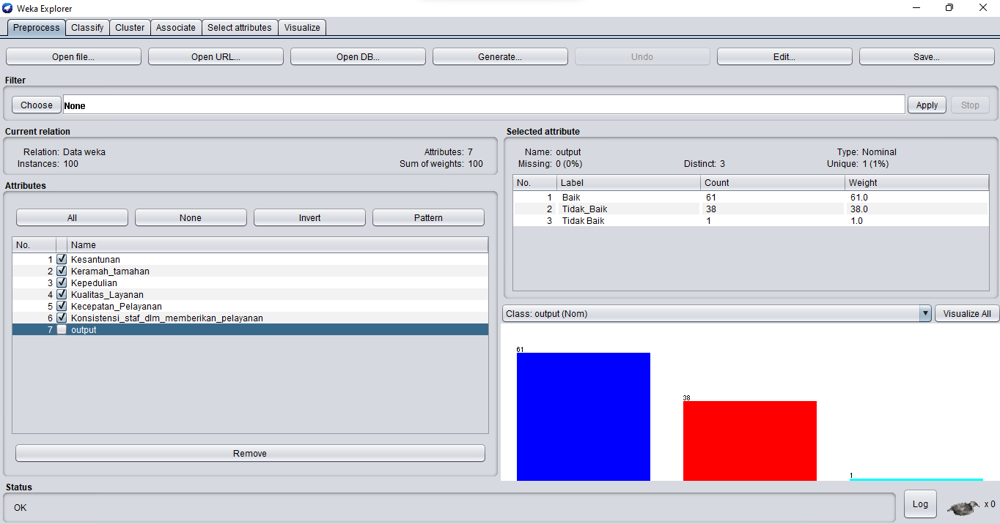 Weka Explorer
Preprocess Classify Cluster Associate Select attributes Visualize
Open file... Open URL... Open DB... Generate... Undo Edit... Save...
Filter
Choose None Apply Stop
Current relation
Relation: Data weka Attributes: 7
Instances: 100 Sum of weights: 100
Attributes
All None Invert Pattern
No. Name
1 Kesantunan
2 Keramah_tamahan
3 Kepedulian
4 Kualitas_Layanan
5 Kecepatan_Pelayanan
6 Konsistensi_staf_dlm_memberikan_pelayanan
7 output
Remove
Selected attribute
Name: output Type: Nominal
Missing: 0 (0%) Distinct: 3 Unique: 1 (1%)
No. Label Count Weight
1 Baik 61 61.0
2 Tidak_Baik 38 38.0
3 Tidak Baik 1 1.0
Class: output (Nom) Visualize All
61
38
1
Status
OK
Log x 0